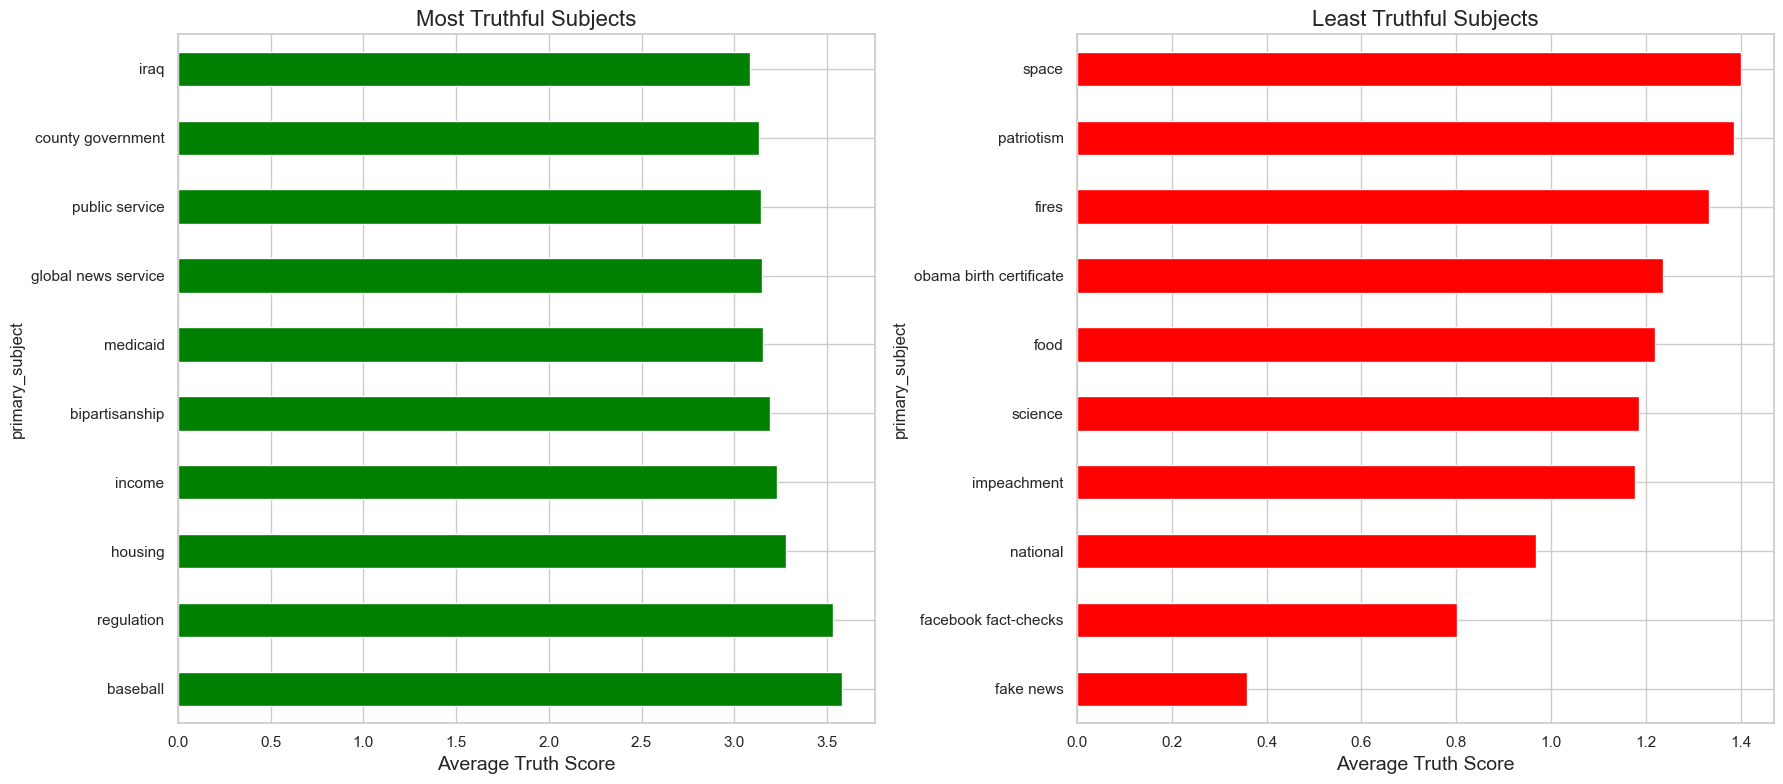 Most Truthful Subjects
primary_subject
iraq
county government
public service
global news service
medicaid
bipartisanship
income
housing
regulation
baseball
0.0 0.5 1.0 1.5 2.0 2.5 3.0 3.5
Average Truth Score
Least Truthful Subjects
primary_subject
space
patriotism
fires
obama birth certificate
food
science
impeachment
national
facebook fact-checks
fake news
0.0 0.2 0.4 0.6 0.8 1.0 1.2 1.4
Average Truth Score